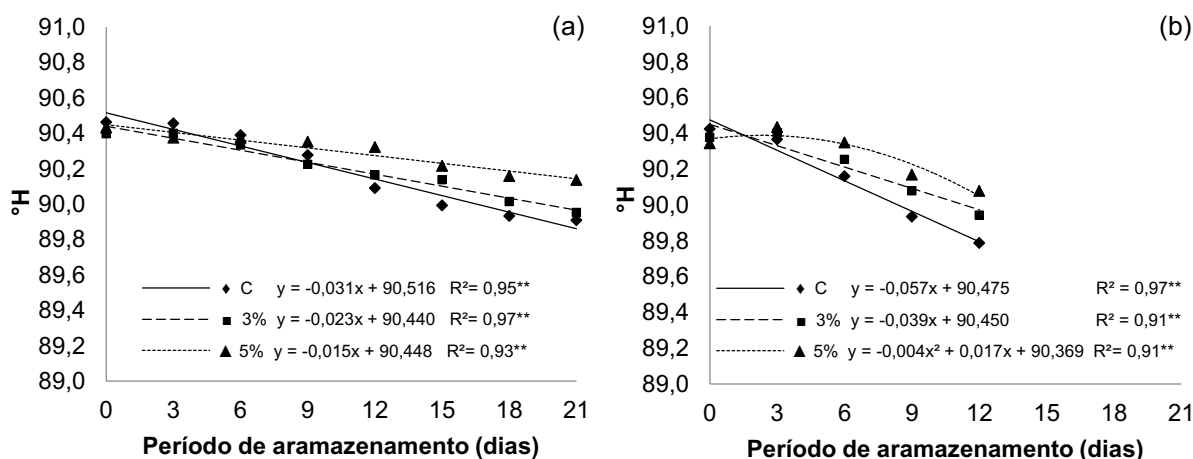 (a)
°H
91,0
90,8
90,6
90,4
90,2
90,0
89,8
89,6
89,4
89,2
89,0
C y = -0,031x + 90,516 R²= 0,95**
3% y = -0,023x + 90,440 R²= 0,97**
5% y = -0,015x + 90,448 R²= 0,93**
0 3 6 9 12 15 18 21
Período de aramazenamento (dias)
(b)
°H
91,0
90,8
90,6
90,4
90,2
90,0
89,8
89,6
89,4
89,2
89,0
C y = -0,057x + 90,475 R²= 0,97**
3% y = -0,039x + 90,450 R²= 0,91**
5% y = -0,004x² + 0,017x + 90,369 R²= 0,91**
0 3 6 9 12 15 18 21
Período de aramazenamento (dias)